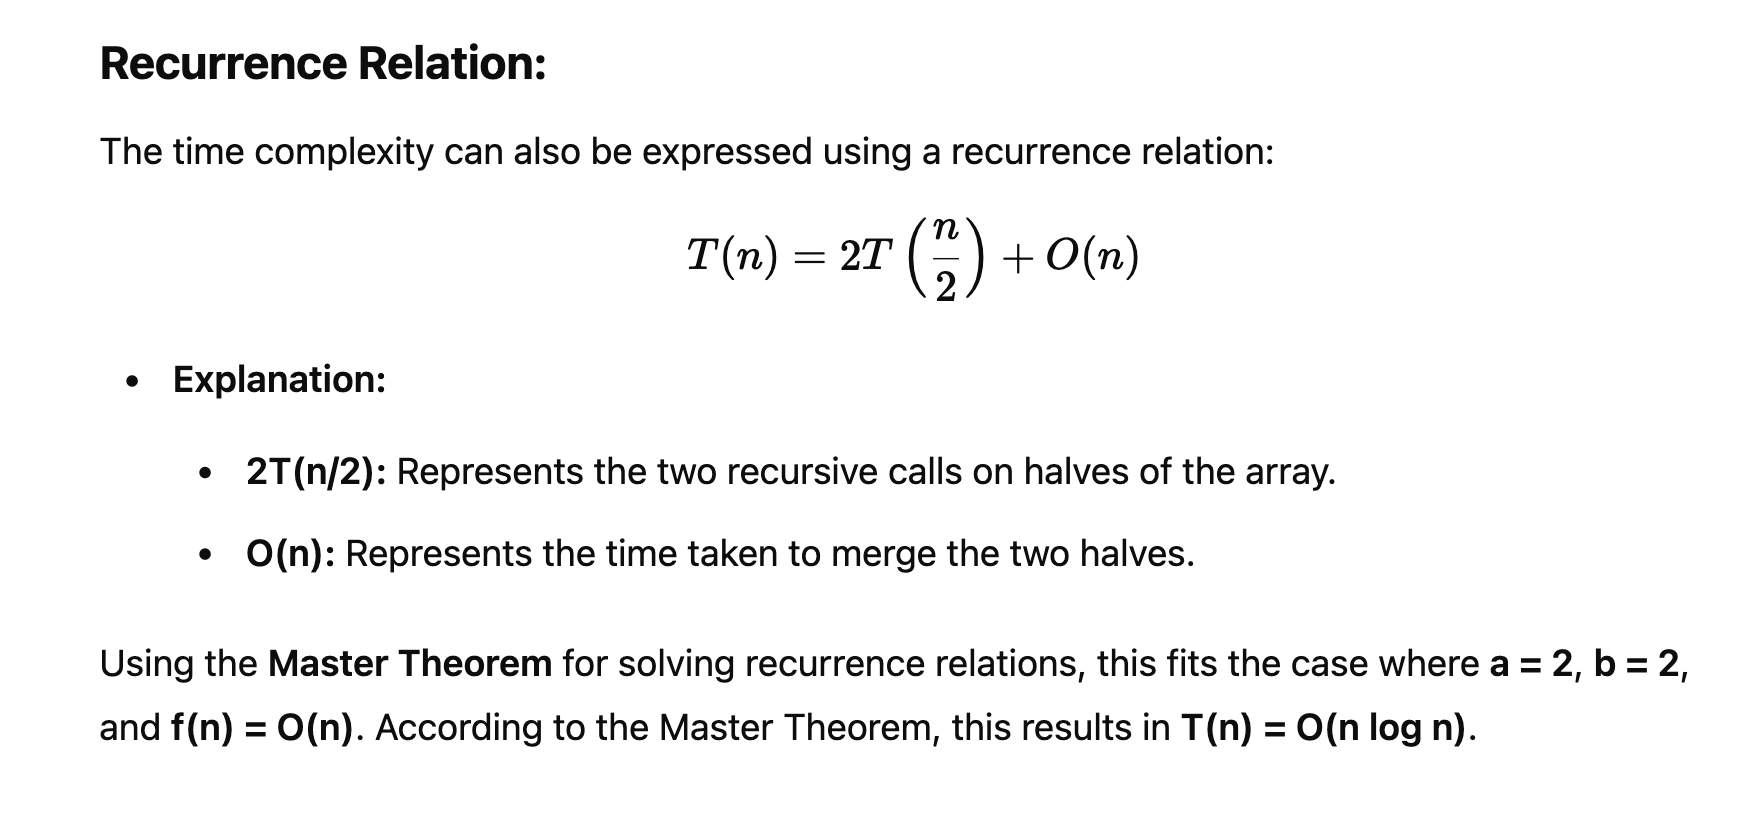 Recurrence Relation:
The time complexity can also be expressed using a recurrence relation:
T(n) = 2T(n/2) + O(n)
• Explanation:
• 2T(n/2): Represents the two recursive calls on halves of the array.
• O(n): Represents the time taken to merge the two halves.
Using the Master Theorem for solving recurrence relations, this fits the case where a = 2, b = 2,
and f(n) = O(n). According to the Master Theorem, this results in T(n) = O(n log n).